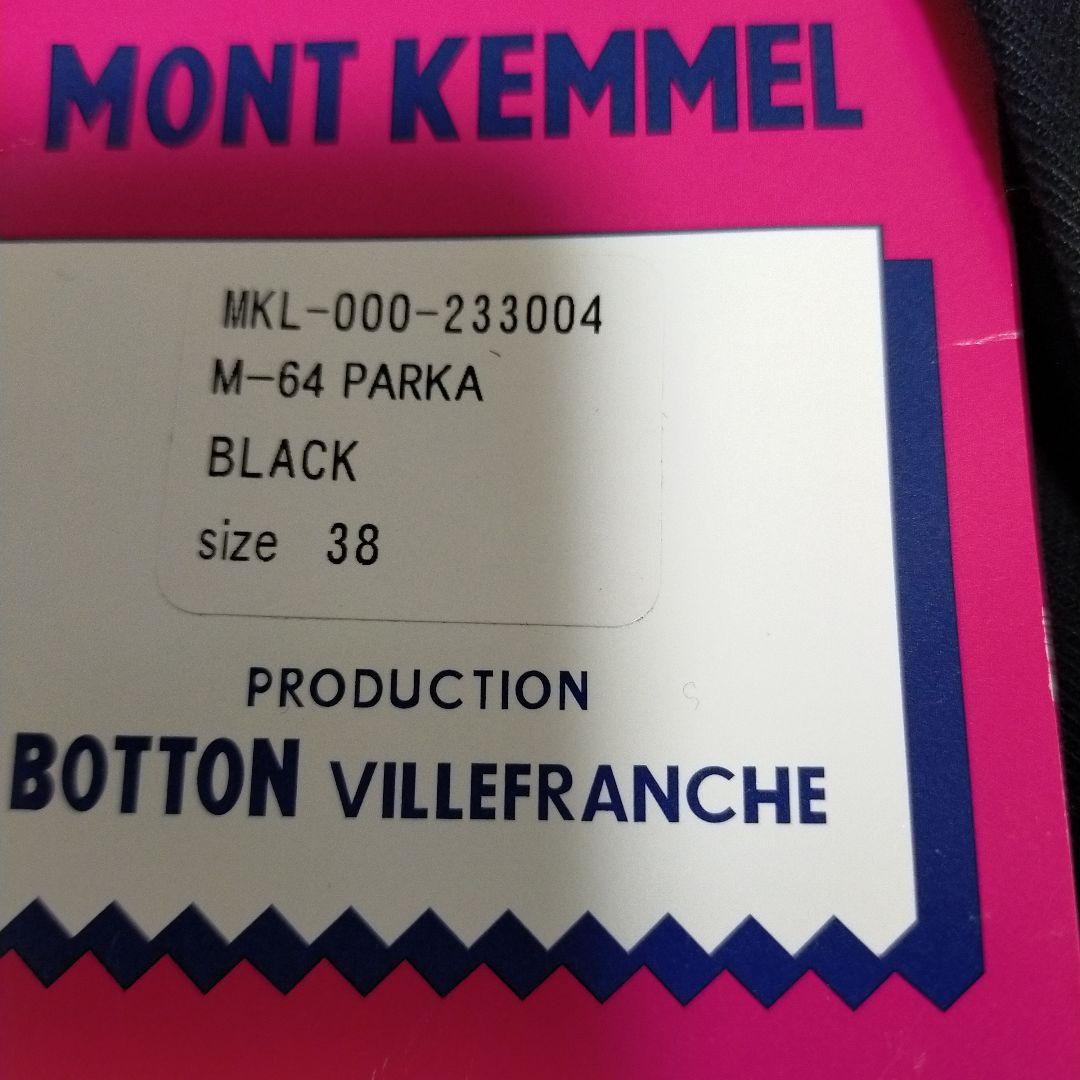 MONT KEMMEL
MKL-000-233004
M-64 PARKA
BLACK
size 38
PRODUCTION
BOTTON VILLEFRANCHE